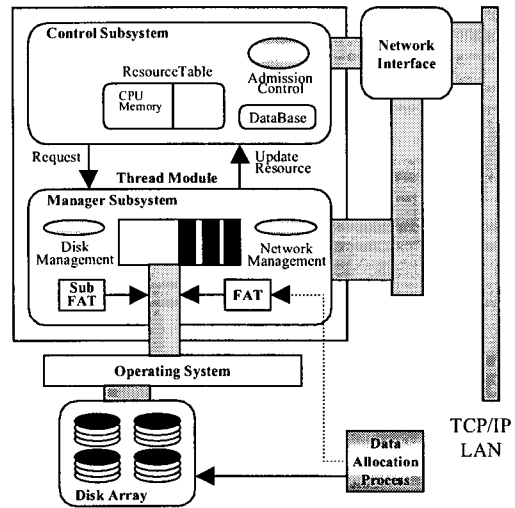 Control Subsystem
ResourceTable
CPU
Memory
Admission
Control
DataBase
Network
Interface
Request
Update
Resource
Thread Module
Manager Subsystem
Disk
Management
Network
Management
Sub
FAT
FAT
Operating System
Disk Array
Data
Allocation
Process
TCP/IP
LAN